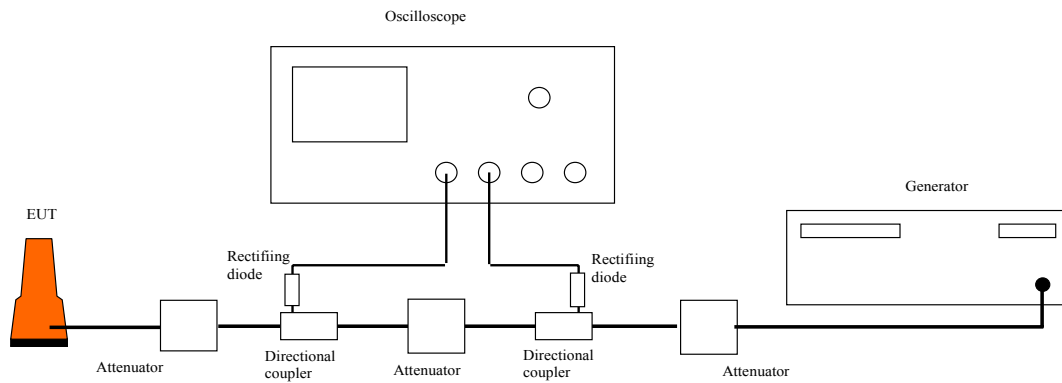 Oscilloscope
Generator
EUT
Rectifiing
diode
Rectifiing
diode
Attenuator
Directional
coupler
Attenuator
Directional
coupler
Attenuator